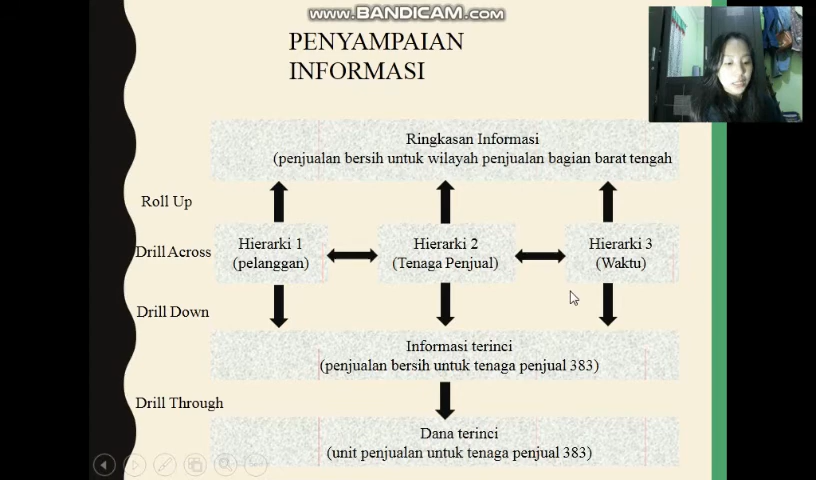 www.BANDICAM.com
PENYAMPAIAN
INFORMASI
Ringkasan Informasi
(penjualan bersih untuk wilayah penjualan bagian barat tengah
Roll Up
Drill Across
Hierarki 1
(pelanggan)
Hierarki 2
(Tenaga Penjual)
Hierarki 3
(Waktu)
Drill Down
Informasi terinci
(penjualan bersih untuk tenaga penjual 383)
Drill Through
Dana terinci
(unit penjualan untuk tenaga penjual 383)